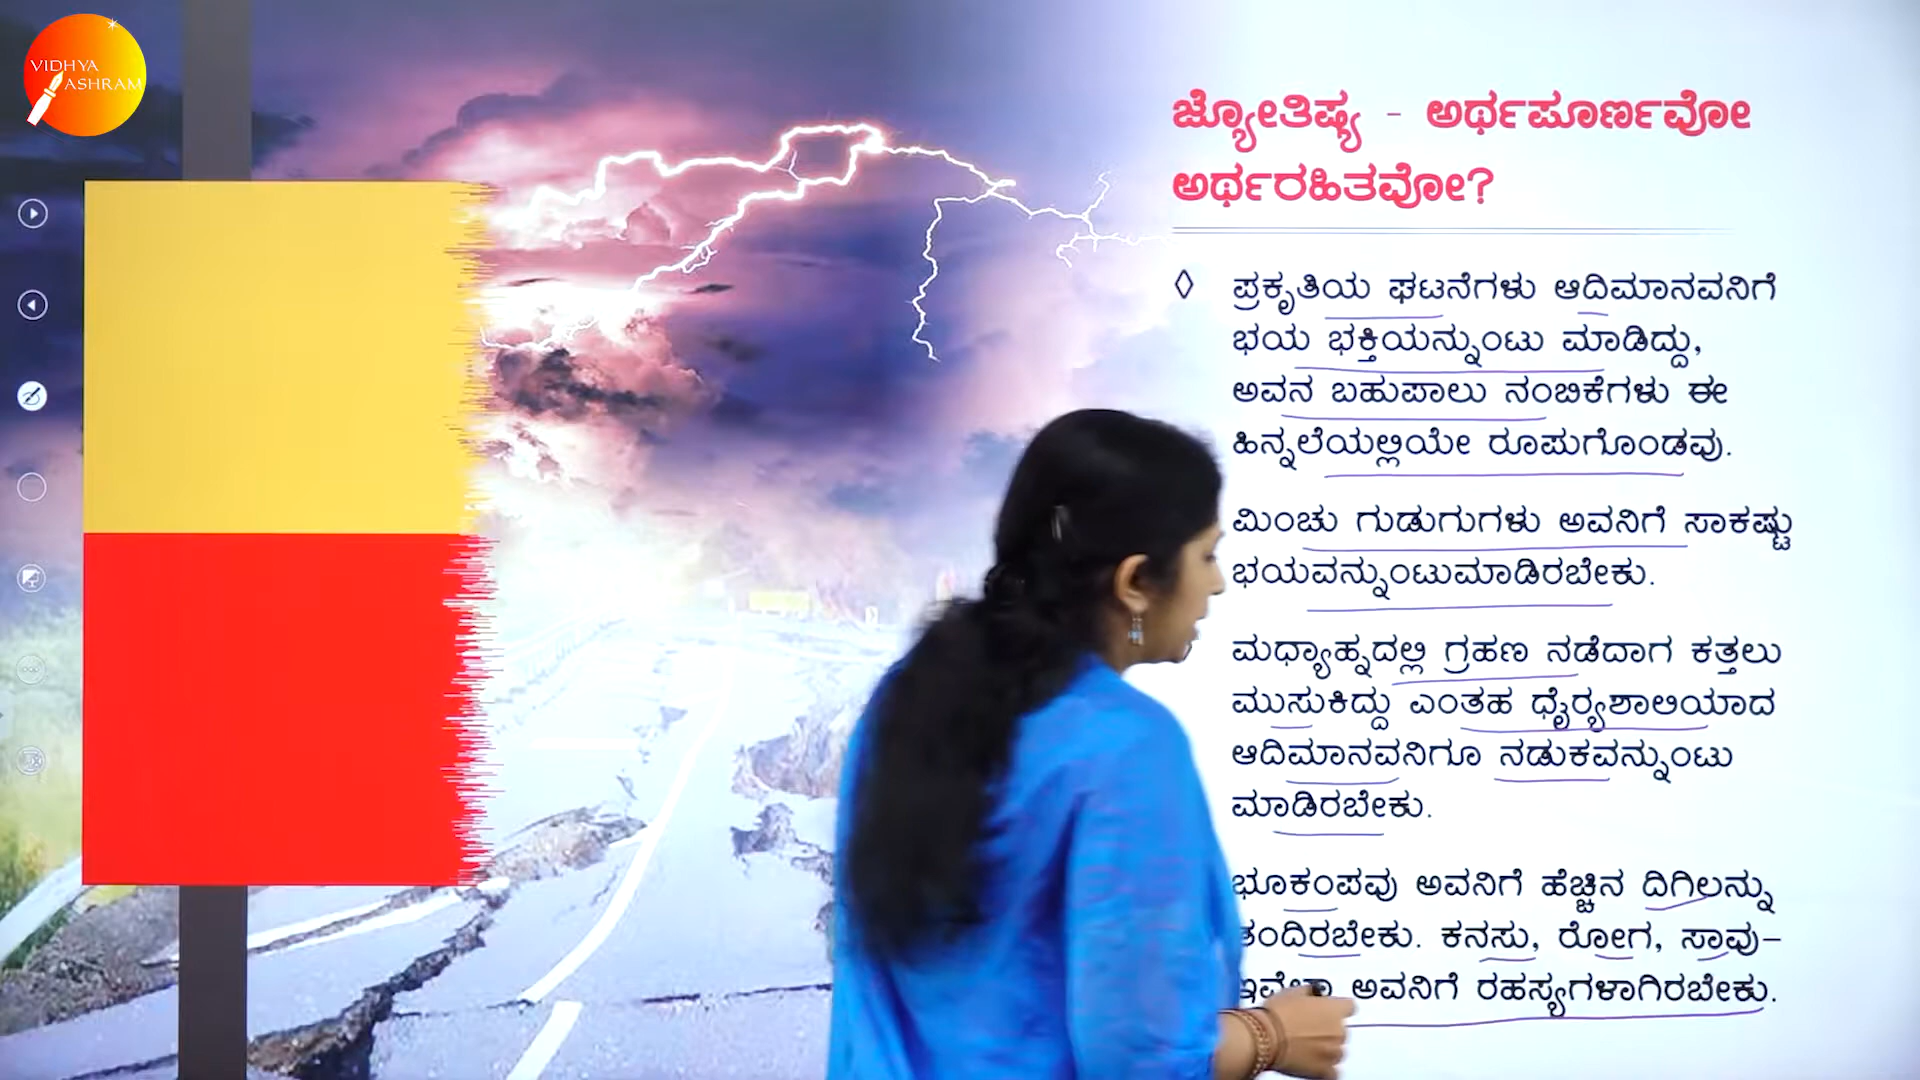 VIDHYA
ASHRAM
ಜ್ಯೋತಿಷ್ಯ - ಅರ್ಥಪೂರ್ಣವೋ
ಅರ್ಥರಹಿತವೋ?
ಪ್ರಕೃತಿಯ ಘಟನೆಗಳು ಆದಿಮಾನವನಿಗೆ
ಭಯ ಭಕ್ತಿಯನ್ನುಂಟು ಮಾಡಿದ್ದು,
ಅವನ ಬಹುಪಾಲು ನಂಬಿಕೆಗಳು ಈ
ಹಿನ್ನಲೆಯಲ್ಲಿಯೇ ರೂಪುಗೊಂಡವು.
ಮಿಂಚು ಗುಡುಗುಗಳು ಅವನಿಗೆ ಸಾಕಷ್ಟು
ಭಯವನ್ನುಂಟುಮಾಡಿರಬೇಕು.
ಮಧ್ಯಾಹ್ನದಲ್ಲಿ ಗ್ರಹಣ ನಡೆದಾಗ ಕತ್ತಲು
ಮುಸುಕಿದ್ದು ಎಂತಹ ಧೈರ‍್ಯಶಾಲಿಯಾದ
ಆದಿಮಾನವನಿಗೂ ನಡುಕವನ್ನುಂಟು
ಮಾಡಿರಬೇಕು.
ಭೂಕಂಪವು ಅವನಿಗೆ ಹೆಚ್ಚಿನ ದಿಗಿಲನ್ನು
ತಂದಿರಬೇಕು. ಕನಸು, ರೋಗ, ಸಾವು–
ಅವನಿಗೆ ರಹಸ್ಯಗಳಾಗಿರಬೇಕು.